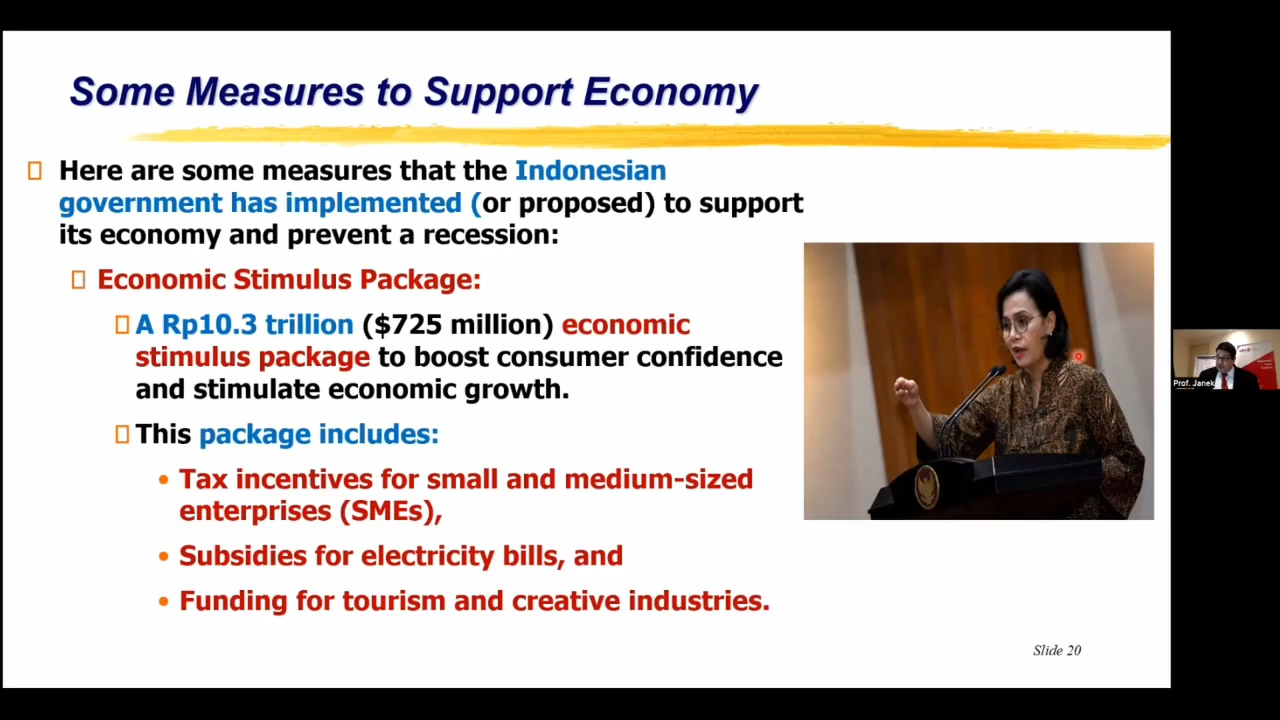 Some Measures to Support Economy
Here are some measures that the Indonesian
government has implemented (or proposed) to support
its economy and prevent a recession:
Economic Stimulus Package:
A Rp10.3 trillion ($725 million) economic
stimulus package to boost consumer confidence
and stimulate economic growth.
This package includes:
• Tax incentives for small and medium-sized
enterprises (SMEs),
• Subsidies for electricity bills, and
• Funding for tourism and creative industries.
Slide 20
Prof. Janek